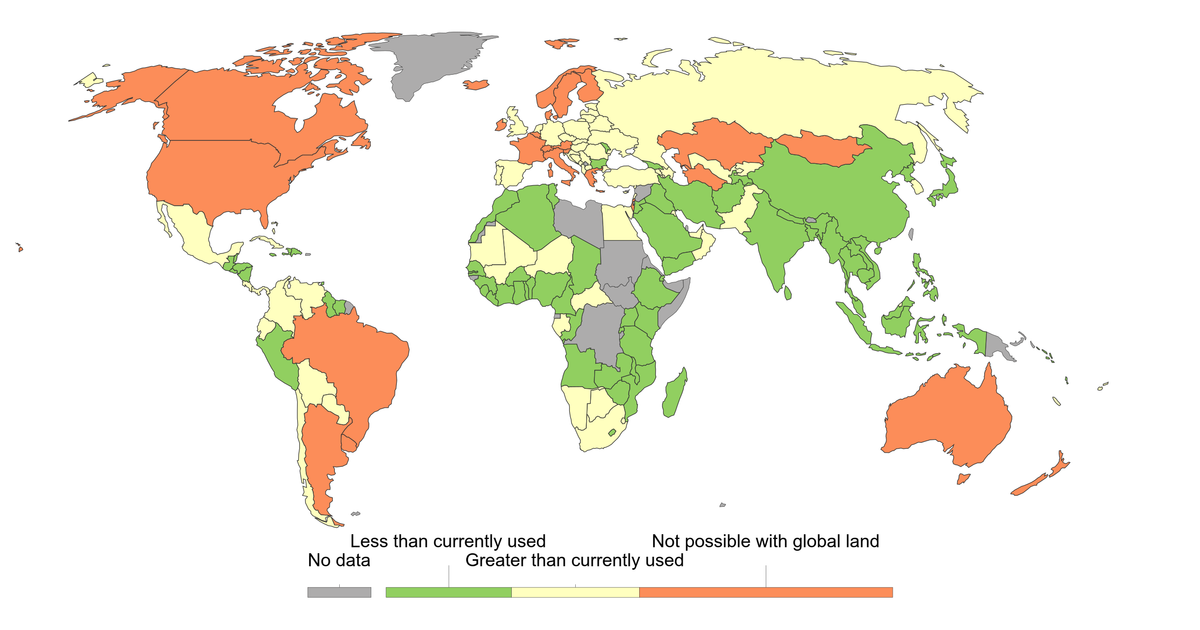 Less than currently used
Not possible with global land
No data
Greater than currently used